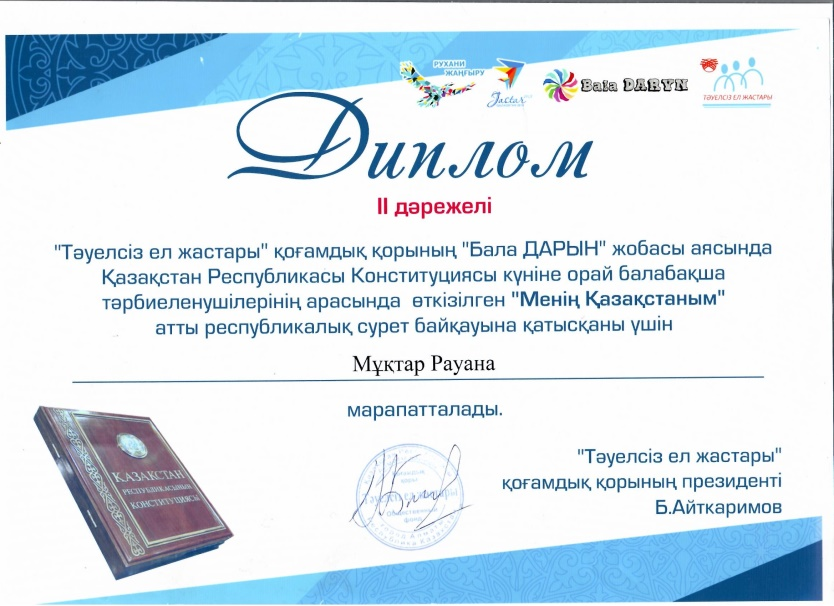 РУХАНИ
ЖАҢҒЫРУ
Jastar
Bala DARYN
ТӘУЕЛСІЗ ЕЛ ЖАСТАРЫ
Диплом
II дәрежелі
"Тәуелсіз ел жастары" қоғамдық қорының "Бала ДАРЫН" жобасы аясында
Қазақстан Республикасы Конституциясы күніне орай балабақша
тәрбиеленушілерінің арасында өткізілген "Менің Қазақстаным"
атты республикалық сурет байқауына қатысқаны үшін
Мұқтар Рауана
марапатталады.
ҚАЗАҚСТАН
РЕСПУБЛИКАСЫНЫҢ
КОНСТИТУЦИЯСЫ
"Тәуелсіз ел жастары"
қоғамдық қорының президенті
Б.Айткаримов
Общественный
фонд